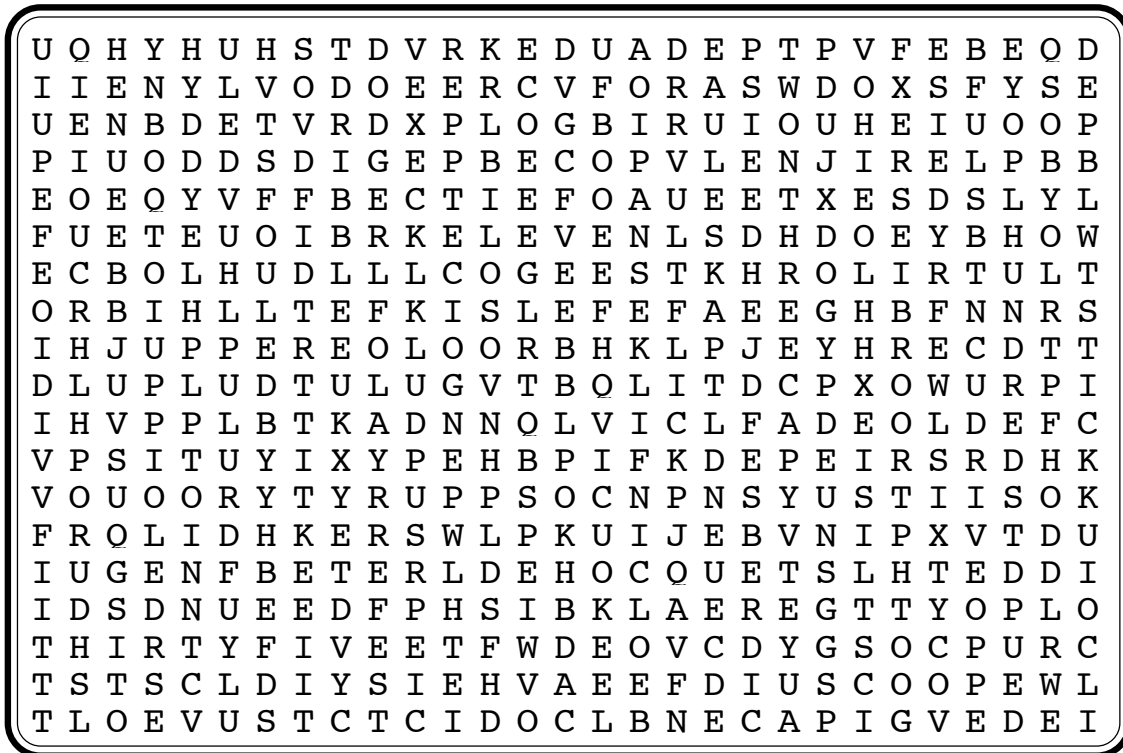 U Q H Y H U H S T D V R K E D U A D E P T P V F E B E Q D
I I E N Y L V O D O E E R C V F O R A S W D O X S F Y S E
U E N B D E T V R D X P L O G B I R U I O U H E I U O O P
P I U O D D S D I G E P B E C O P V L E N J I R E L P B B
E O E Q Y V F F B E C T I E F O A U E E T X E S D S L Y L
F U E T E U O I B R K E L E V E N L S D H D O E Y B H O W
E C B O L H U D L L L C O G E E S T K H R O L I R T U L T
O R B I H L L T E F K I S L E F E F A E E G H B F N N R S
I H J U P P E R E O L O O R B H K L P J E Y H R E C D T T
D L U P L U D T U L U G V T B Q L I T D C P X O W U R P I
I H V P P L B T K A D N N Q L V I C L F A D E O L D E F C
V P S I T U Y I X Y P E H B P I F K D E P E I R S R D H K
V O U O O R Y T Y R U P P S O C N P N S Y U S T I I S O K
F R Q L I D H K E R S W L P K U I J E B V N I P X V T D U
I U G E N F B E T E R L D E H O C Q U E T S L H T E D D I
I D S D N U E E D F P H S I B K L A E R E G T T Y O P L O
T H I R T Y F I V E E T F W D E O V C D Y G S O C P U R C
T S T S C L D I Y S I E H V A E E F D I U S C O O P E W L
T L O E V U S T C T C I D O C L B N E C A P I G V E D E I